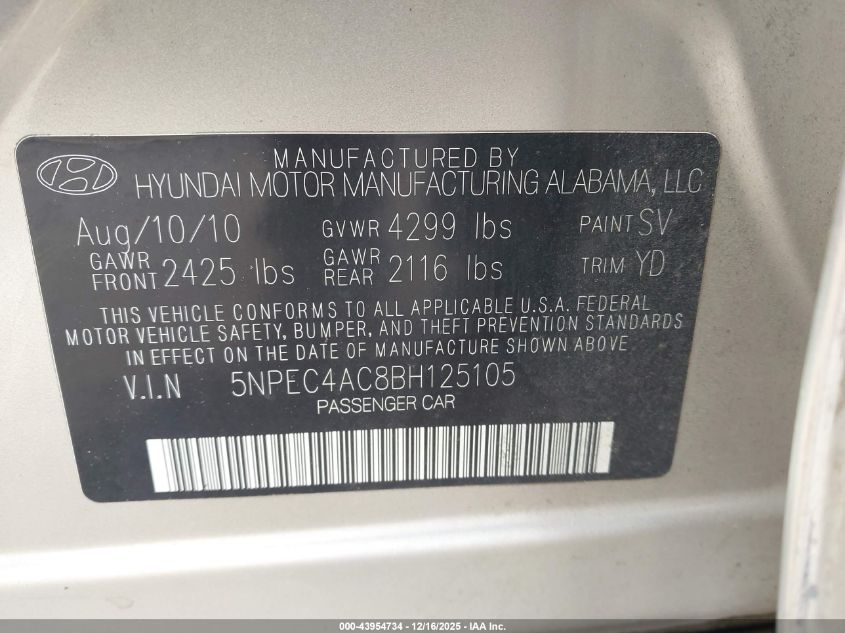 MANUFACTURED BY
HYUNDAI MOTOR MANUFACTURING ALABAMA, LLC
Aug/10/10 GVWR 4299 lbs PAINT SV
GAWR FRONT 2425 lbs GAWR REAR 2116 lbs TRIM YD
THIS VEHICLE CONFORMS TO ALL APPLICABLE U.S.A. FEDERAL
MOTOR VEHICLE SAFETY, BUMPER, AND THEFT PREVENTION STANDARDS
IN EFFECT ON THE DATE OF MANUFACTURE SHOWN ABOVE
V.I.N 5NPEC4AC8BH125105
PASSENGER CAR
000-43954734 - 12/16/2025 - IAA Inc.